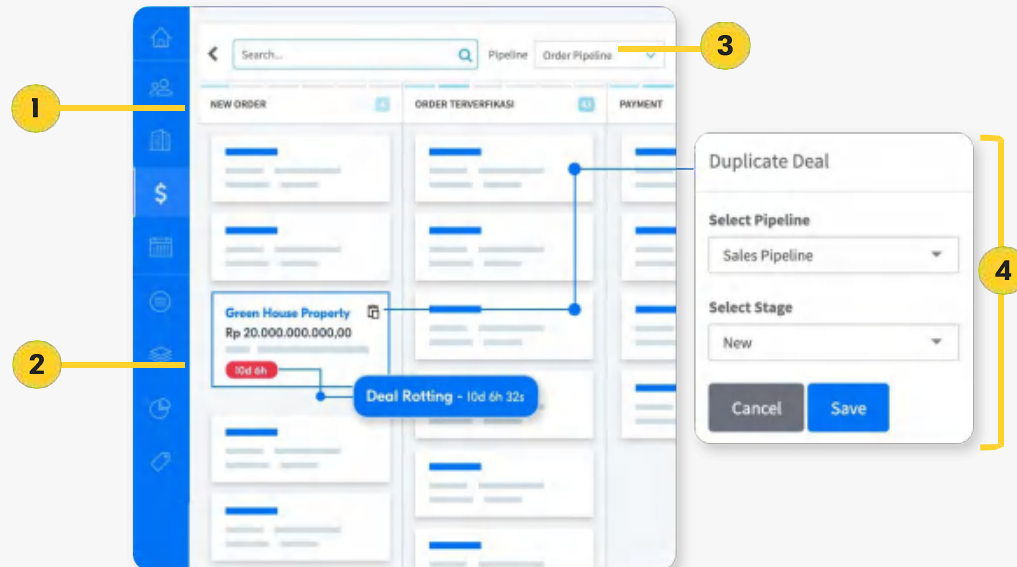 Search...
Pipeline
Order Pipeline
3
1
NEW ORDER
ORDER TERVERFIKASI
PAYMENT
Duplicate Deal
$
Select Pipeline
Sales Pipeline
4
Green House Property
Rp 20.000.000.000,00
Select Stage
New
2
10d 6h
Deal Rotting - 10d 6h 32s
Cancel
Save